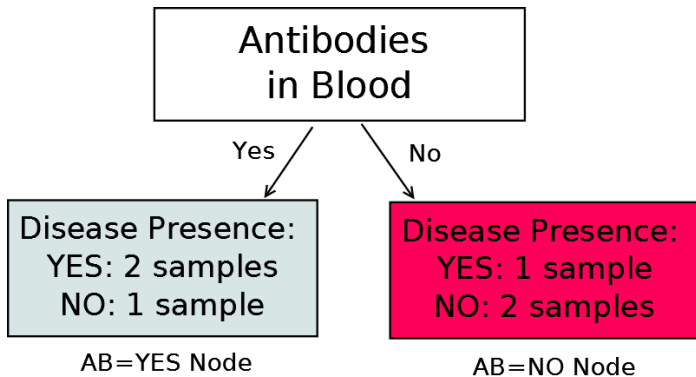 Antibodies
in Blood
Yes
No
Disease Presence:
YES: 2 samples
NO: 1 sample
Disease Presence:
YES: 1 sample
NO: 2 samples
AB=YES Node
AB=NO Node